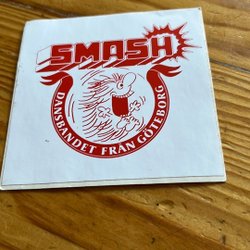 SMASH
DANSBANDET FRÅN GÖTEBORG